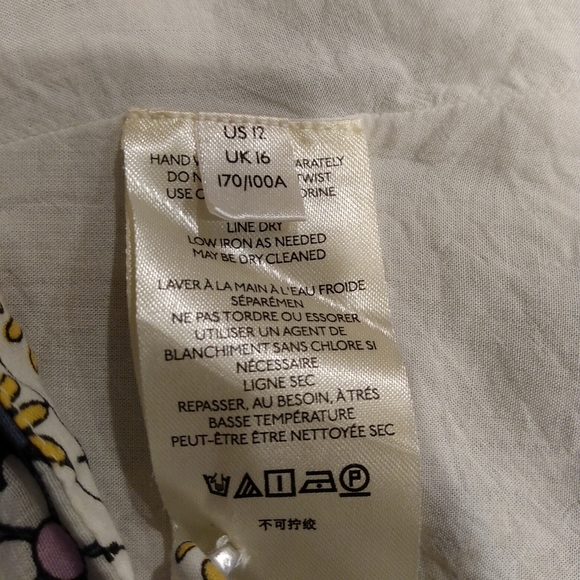 US 12
UK 16
170/100A
HAND ARATELY
DO TWIST
USE ORINE
LINE DRY
LOW IRON AS NEEDED
MAY BE DRY CLEANED
LAVER À LA MAIN À L'EAU FROIDE
SÉPARÉMEN
NE PAS TORDRE OU ESSORER
UTILISER UN AGENT DE
BLANCHIMENT SANS CHLORE SI
NÉCESSAIRE
LIGNE SEC
REPASSER, AU BESOIN, À TRÉS
BASSE TEMPÉRATURE
PEUT-ÊTRE ÊTRE NETTOYÉE SEC
P
不可拧绞